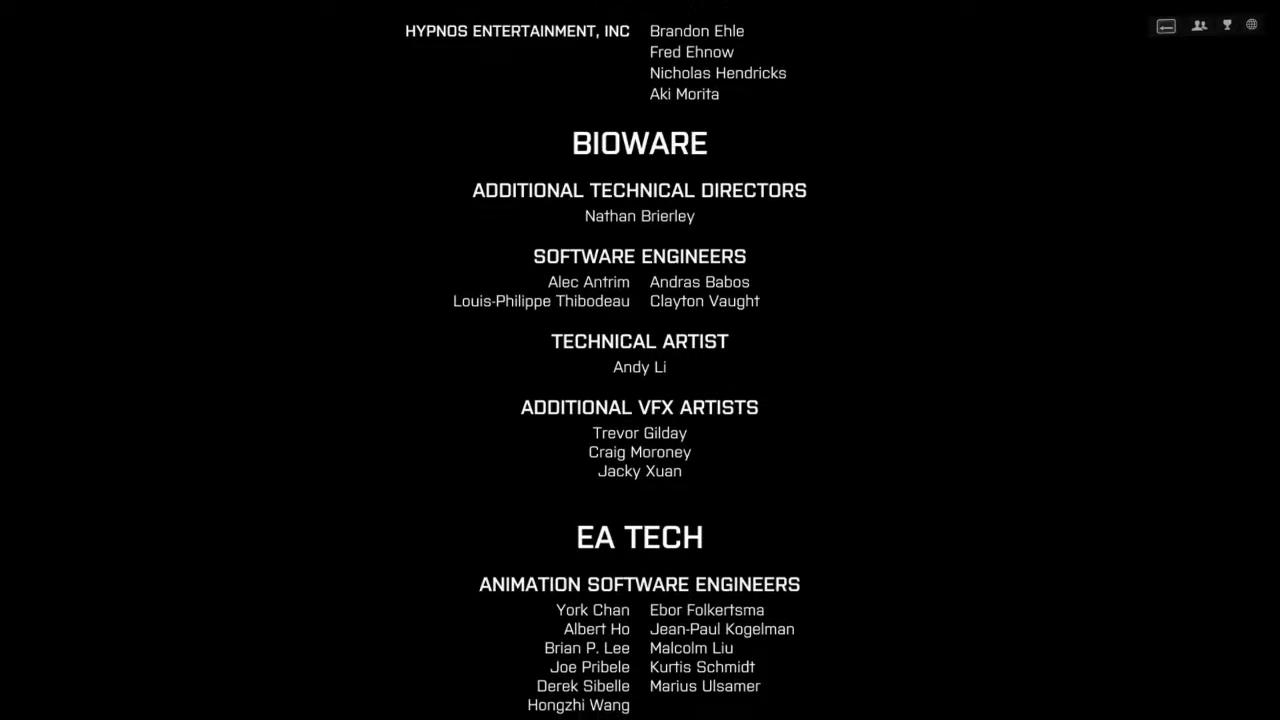 HYPNOS ENTERTAINMENT, INC Brandon Ehle
Fred Ehnow
Nicholas Hendricks
Aki Morita
BIOWARE
ADDITIONAL TECHNICAL DIRECTORS
Nathan Brierley
SOFTWARE ENGINEERS
Alec Antrim Andras Babos
Louis-Philippe Thibodeau Clayton Vaught
TECHNICAL ARTIST
Andy Li
ADDITIONAL VFX ARTISTS
Trevor Gilday
Craig Moroney
Jacky Xuan
EA TECH
ANIMATION SOFTWARE ENGINEERS
York Chan Ebor Folkertsma
Albert Ho Jean-Paul Kogelman
Brian P. Lee Malcolm Liu
Joe Pribele Kurtis Schmidt
Derek Sibelle Marius Ulsamer
Hongzhi Wang